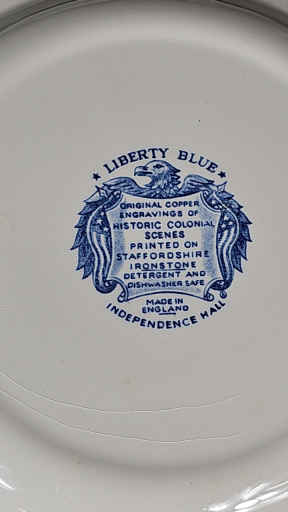 ★ LIBERTY BLUE ★
ORIGINAL COPPER
ENGRAVINGS OF
HISTORIC COLONIAL
SCENES
PRINTED ON
STAFFORDSHIRE
IRONSTONE
DETERGENT AND
DISHWASHER SAFE
MADE IN
ENGLAND
INDEPENDENCE HALL